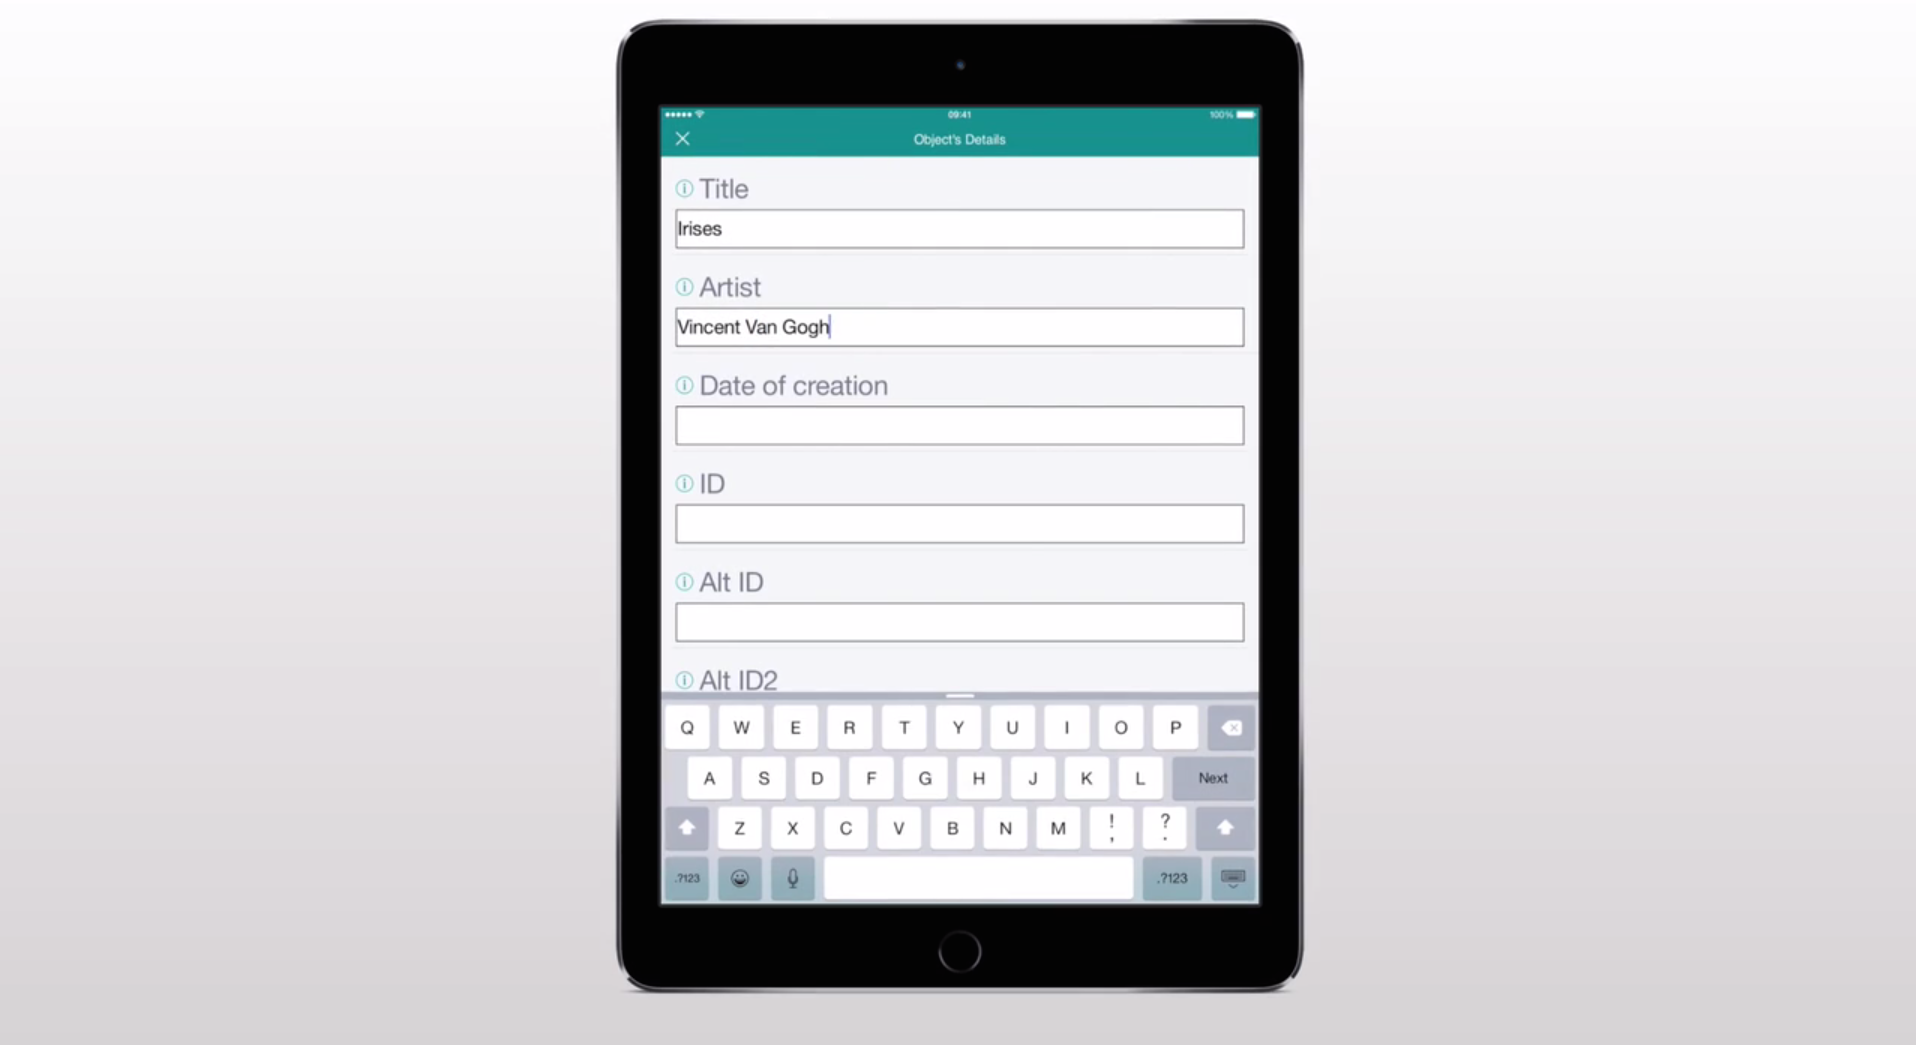 09:41
100%
Object's Details
Title
Irises
Artist
Vincent Van Gogh
Date of creation
ID
Alt ID
Alt ID2
Q W E R T Y U I O P
A S D F G H J K L Next
Z X C V B N M ! , ? .
.?123 .?123